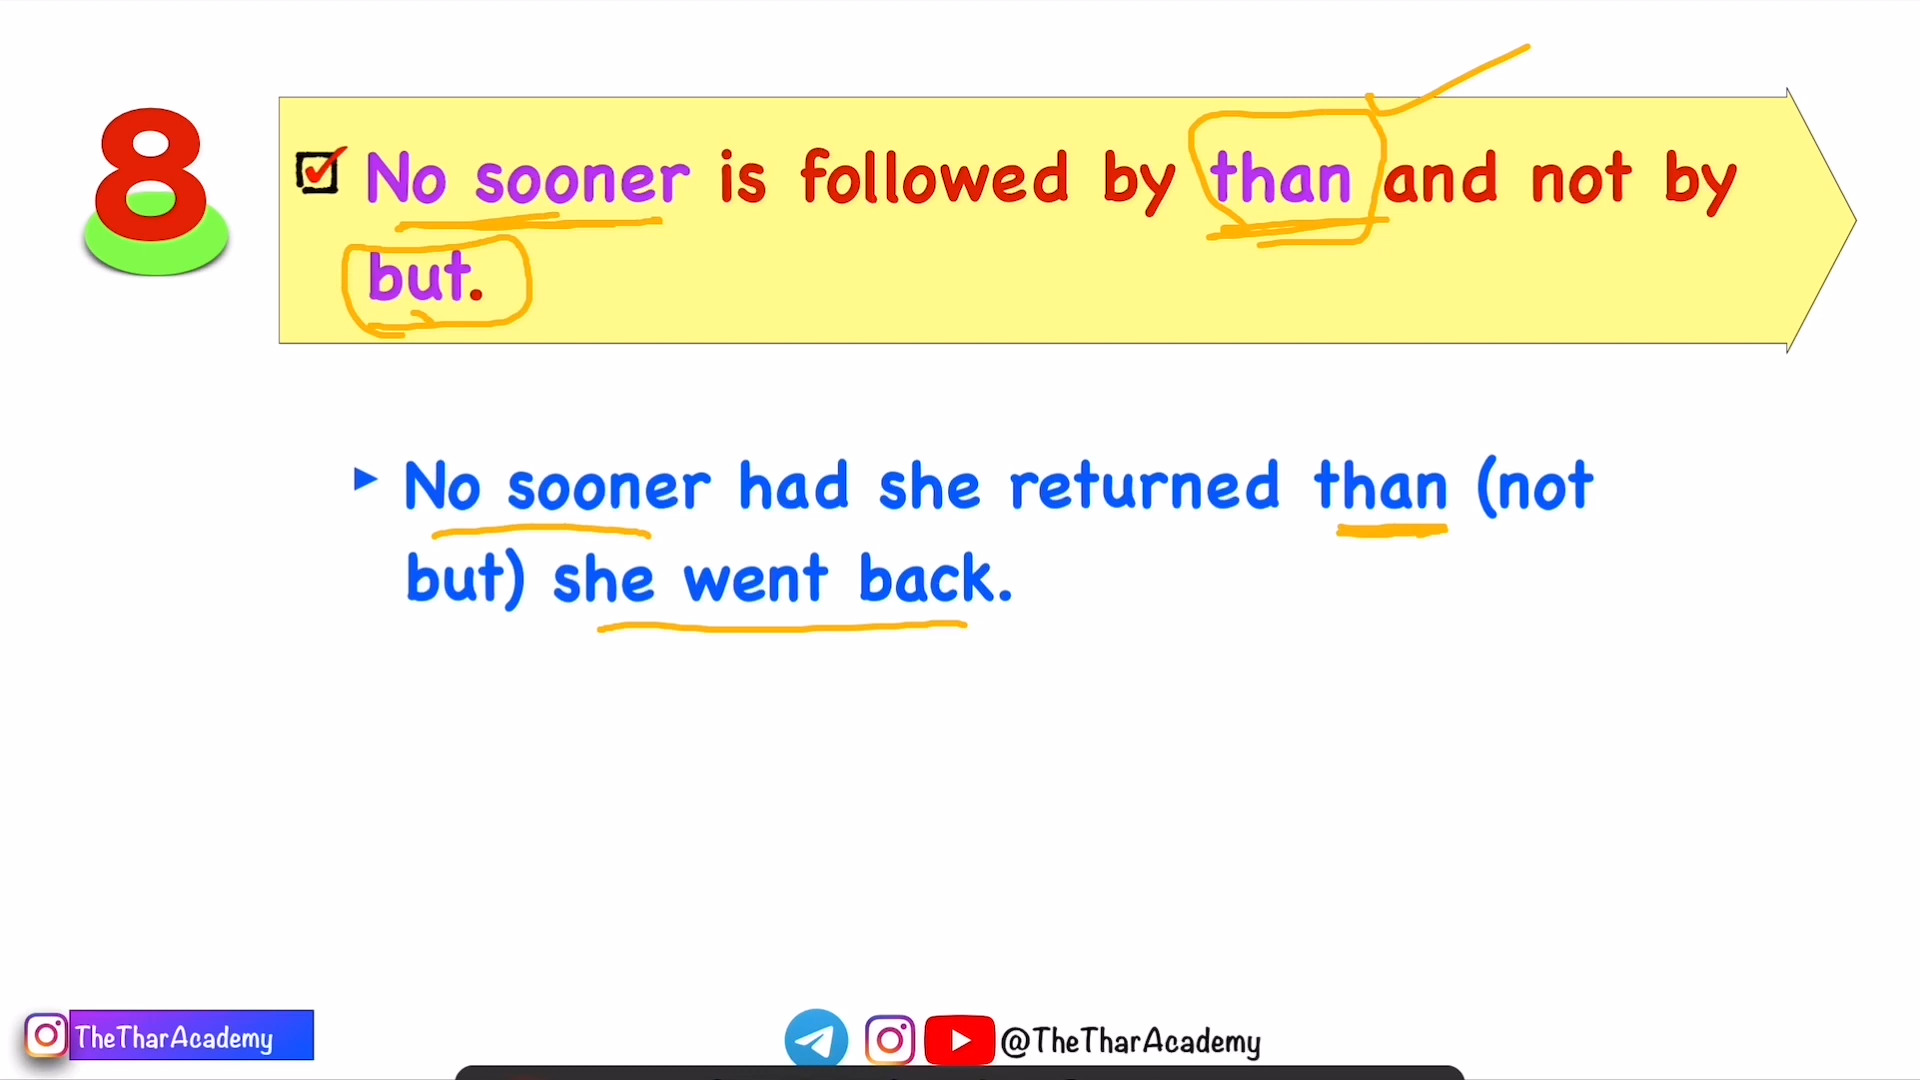 8
No sooner is followed by than and not by
but.
No sooner had she returned than (not
but) she went back.
TheTharAcademy
@TheTharAcademy